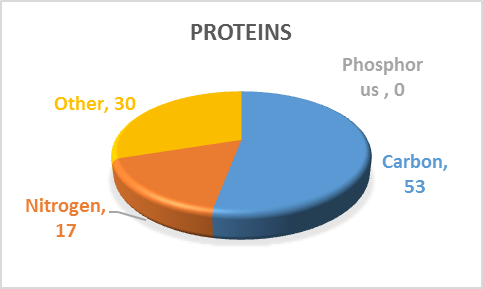 PROTEINS
Phosphor
us , 0
Other, 30
Carbon,
53
Nitrogen,
17